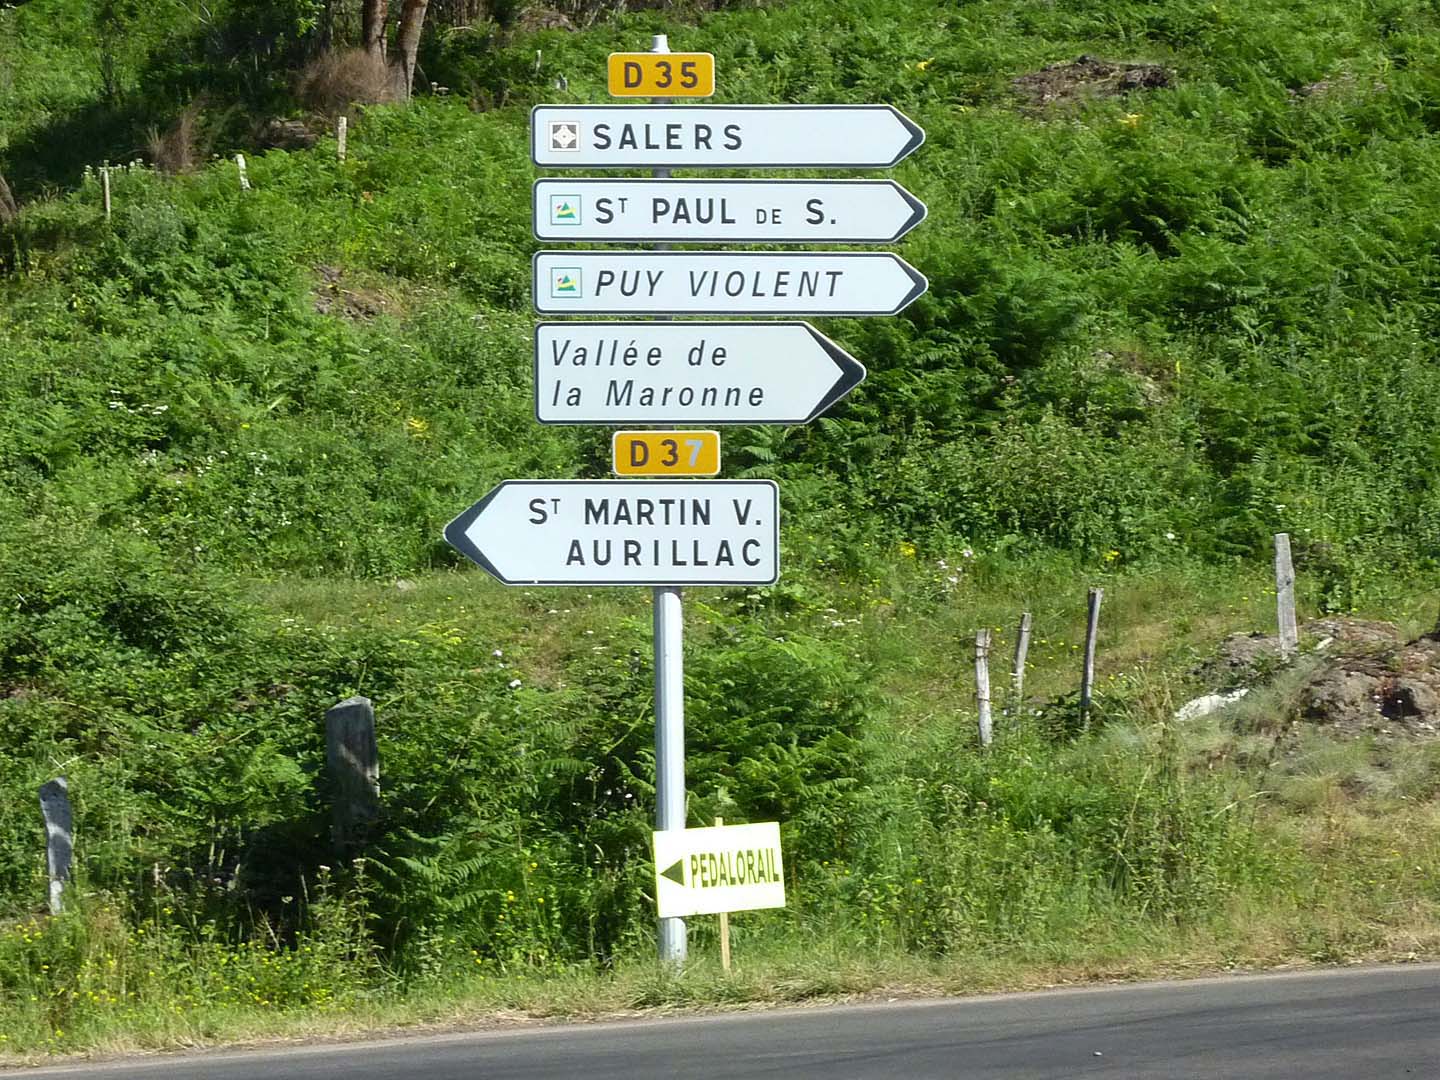 D 35
SALERS
ST PAUL DE S.
PUY VIOLENT
Vallée de
la Maronne
D 37
ST MARTIN V.
AURILLAC
PEDALORAIL